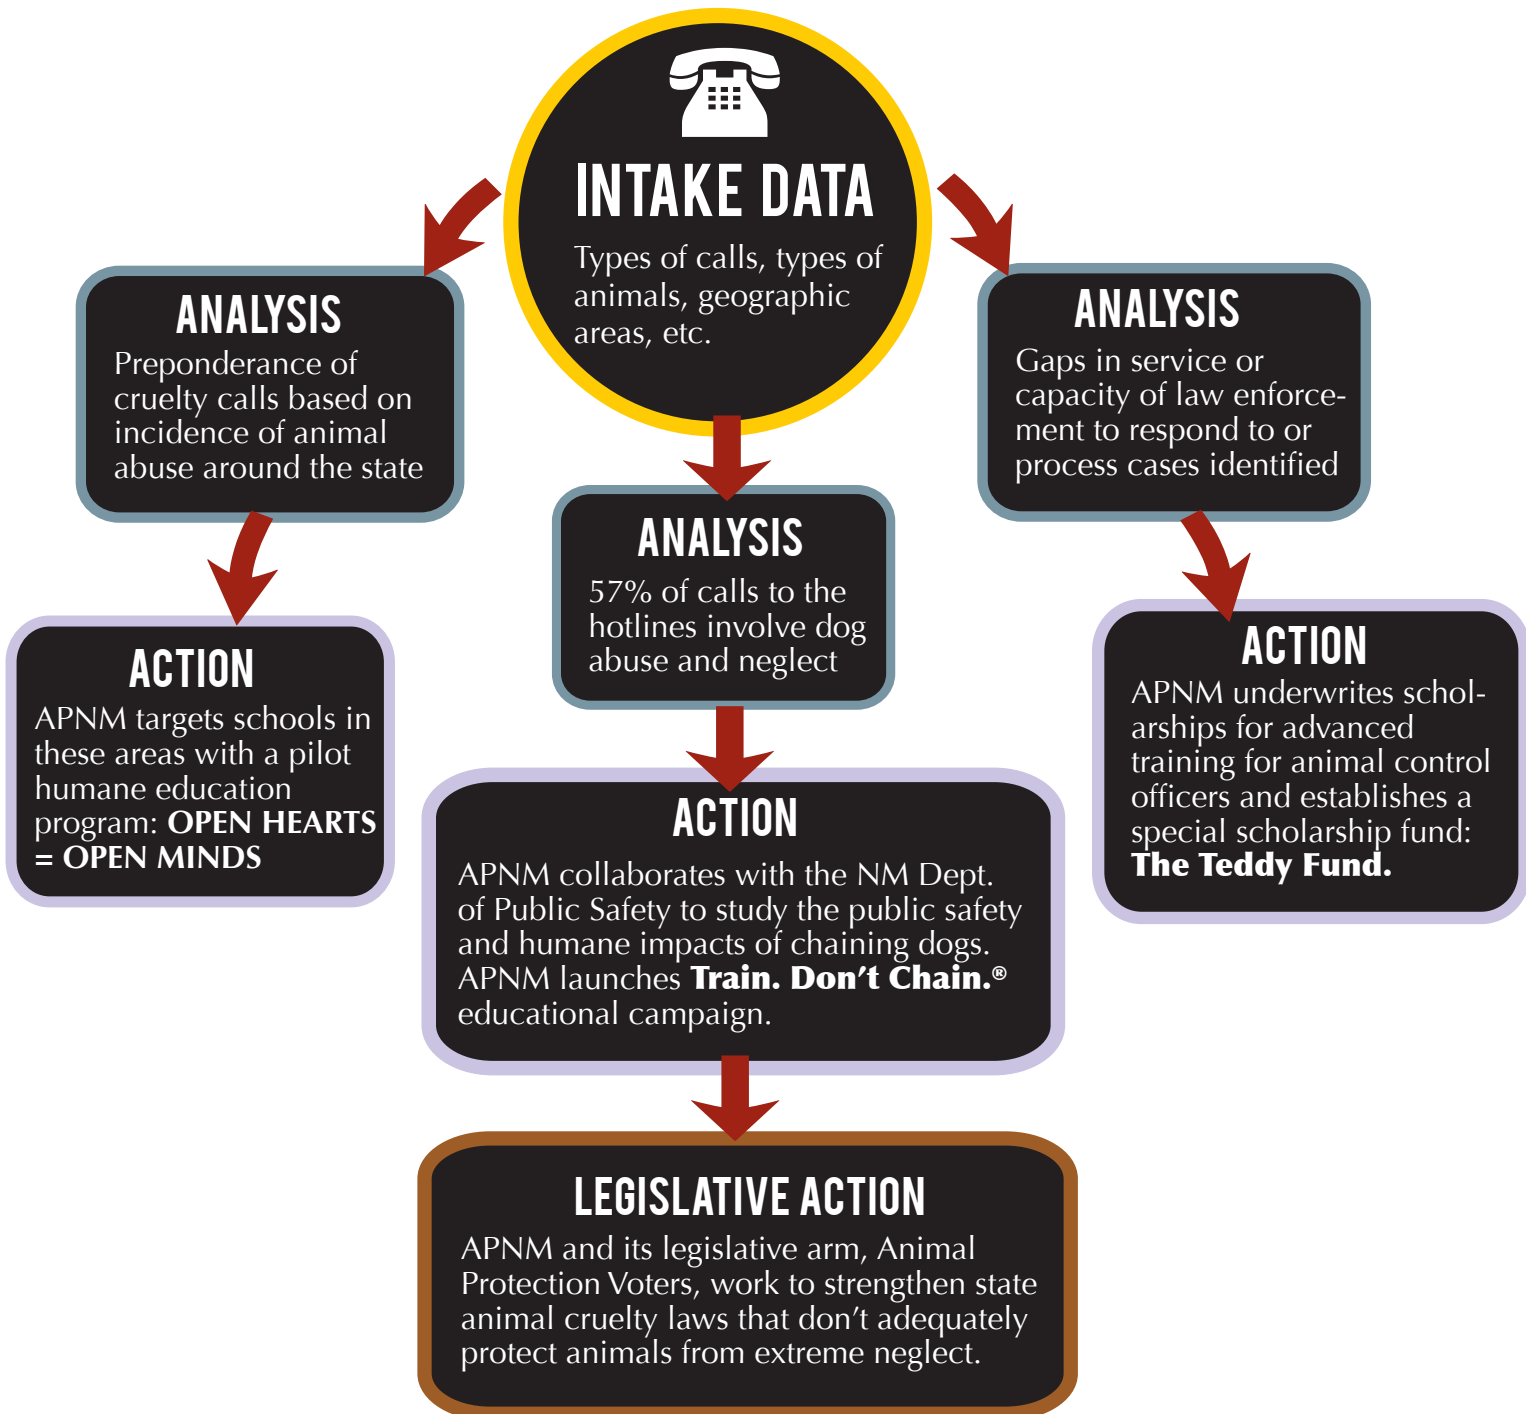 INTAKE DATA
Types of calls, types of
animals, geographic
areas, etc.
ANALYSIS
Preponderance of
cruelty calls based on
incidence of animal
abuse around the state
ACTION
APNM targets schools in
these areas with a pilot
humane education
program: OPEN HEARTS
= OPEN MINDS
ANALYSIS
57% of calls to the
hotlines involve dog
abuse and neglect
ACTION
APNM collaborates with the NM Dept.
of Public Safety to study the public safety
and humane impacts of chaining dogs.
APNM launches Train. Don’t Chain.®
educational campaign.
LEGISLATIVE ACTION
APNM and its legislative arm, Animal
Protection Voters, work to strengthen state
animal cruelty laws that don’t adequately
protect animals from extreme neglect.
ANALYSIS
Gaps in service or
capacity of law enforce-
ment to respond to or
process cases identified
ACTION
APNM underwrites schol-
arships for advanced
training for animal control
officers and establishes a
special scholarship fund:
The Teddy Fund.